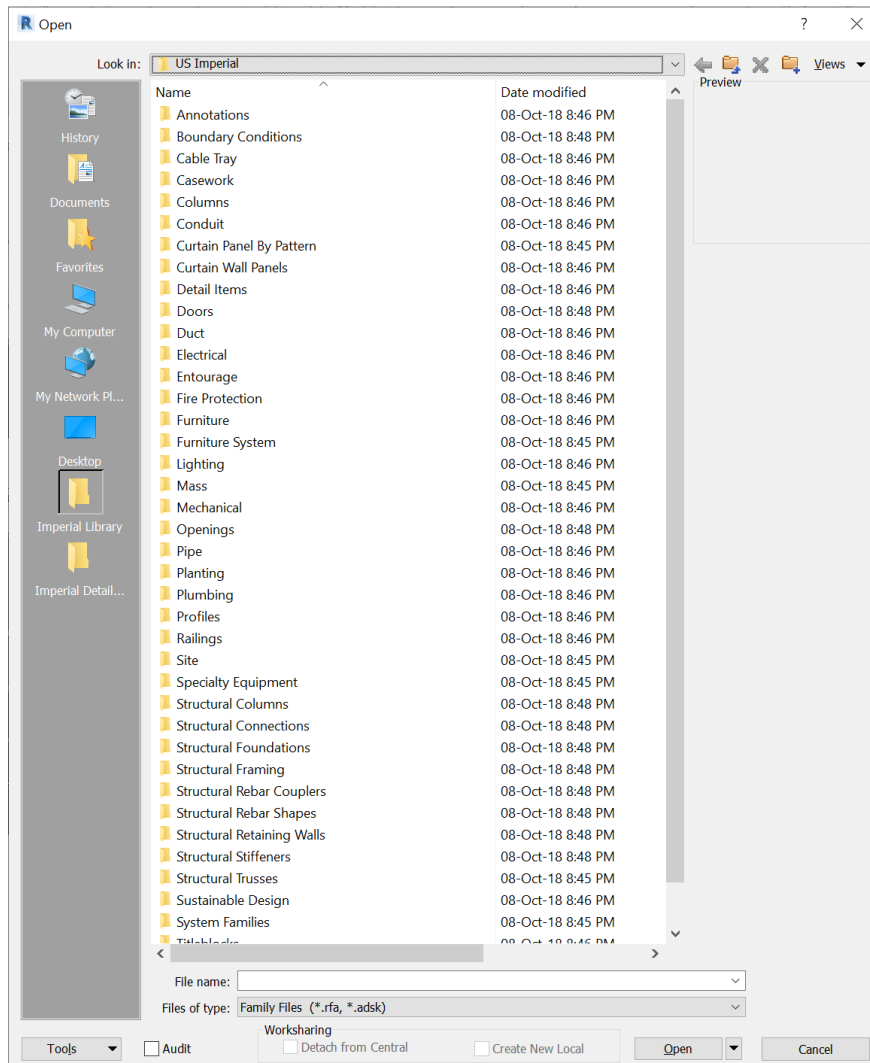 R Open ? ×
Look in: US Imperial Views
Preview
History
Documents
Favorites
My Computer
My Network Pl...
Desktop
Imperial Library
Imperial Detail...
Name Date modified
Annotations 08-Oct-18 8:46 PM
Boundary Conditions 08-Oct-18 8:48 PM
Cable Tray 08-Oct-18 8:46 PM
Casework 08-Oct-18 8:46 PM
Columns 08-Oct-18 8:46 PM
Conduit 08-Oct-18 8:46 PM
Curtain Panel By Pattern 08-Oct-18 8:45 PM
Curtain Wall Panels 08-Oct-18 8:46 PM
Detail Items 08-Oct-18 8:46 PM
Doors 08-Oct-18 8:48 PM
Duct 08-Oct-18 8:46 PM
Electrical 08-Oct-18 8:46 PM
Entourage 08-Oct-18 8:46 PM
Fire Protection 08-Oct-18 8:46 PM
Furniture 08-Oct-18 8:46 PM
Furniture System 08-Oct-18 8:45 PM
Lighting 08-Oct-18 8:46 PM
Mass 08-Oct-18 8:45 PM
Mechanical 08-Oct-18 8:46 PM
Openings 08-Oct-18 8:48 PM
Pipe 08-Oct-18 8:46 PM
Planting 08-Oct-18 8:46 PM
Plumbing 08-Oct-18 8:46 PM
Profiles 08-Oct-18 8:46 PM
Railings 08-Oct-18 8:46 PM
Site 08-Oct-18 8:45 PM
Specialty Equipment 08-Oct-18 8:45 PM
Structural Columns 08-Oct-18 8:48 PM
Structural Connections 08-Oct-18 8:48 PM
Structural Foundations 08-Oct-18 8:48 PM
Structural Framing 08-Oct-18 8:48 PM
Structural Rebar Couplers 08-Oct-18 8:48 PM
Structural Rebar Shapes 08-Oct-18 8:48 PM
Structural Retaining Walls 08-Oct-18 8:48 PM
Structural Stiffeners 08-Oct-18 8:48 PM
Structural Trusses 08-Oct-18 8:45 PM
Sustainable Design 08-Oct-18 8:46 PM
System Families 08-Oct-18 8:45 PM
Titleblocks 08-Oct-18 8:46 PM
File name:
Files of type: Family Files (*.rfa, *.adsk)
Worksharing
Tools Audit Detach from Central Create New Local Open Cancel